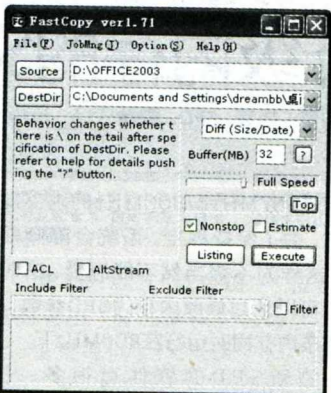 FastCopy ver1.71
File(F) JobMng(J) Option(S) Help(H)
Source D:\OFFICE2003
DestDir C:\Documents and Settings\dreambb\桌
Behavior changes whether t
here is \ on the tail after spe
cification of DestDir. Please
refer to help for details push
ing the "?" button.
Diff (Size/Date)
Buffer(MB) 32 ?
Full Speed
Top
Nonstop Estimate
Listing Execute
ACL AltStream
Include Filter Exclude Filter
Filter